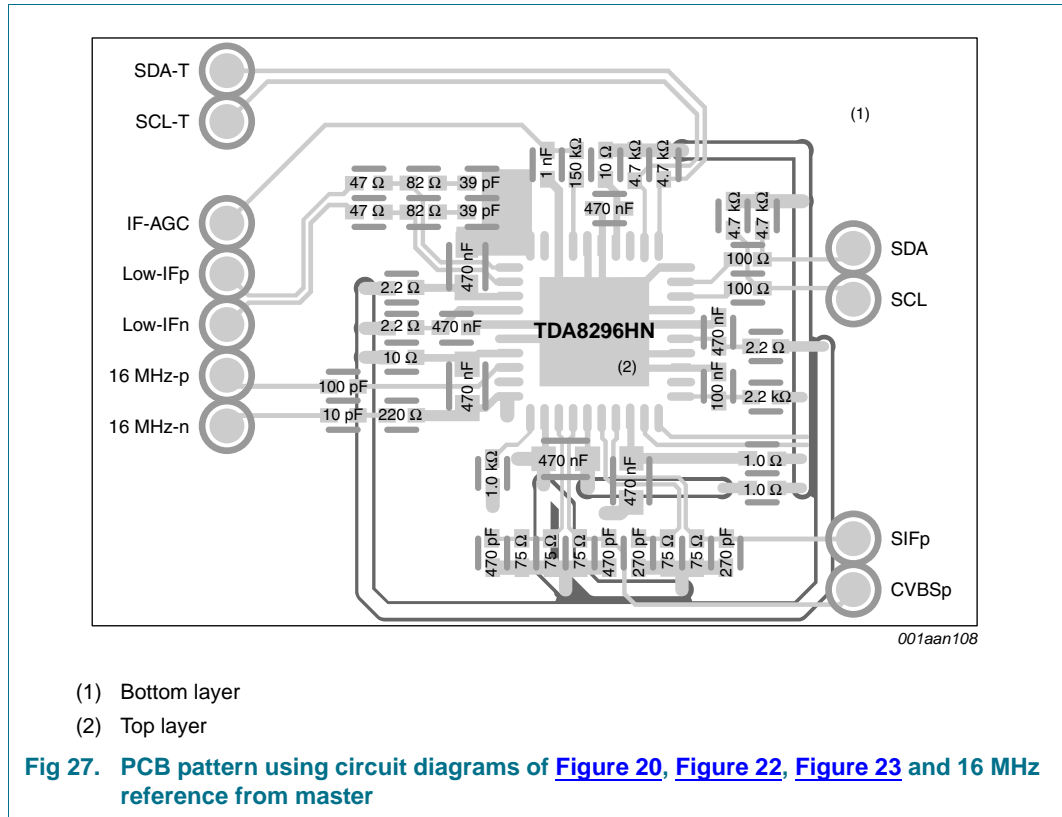 SDA-T
SCL-T
(1)
1 nF
150 kΩ
10 Ω
4.7 kΩ
4.7 kΩ
47 Ω
82 Ω
39 pF
470 nF
4.7 kΩ
4.7 kΩ
47 Ω
82 Ω
39 pF
IF-AGC
SDA
100 Ω
Low-IFp
470 nF
2.2 Ω
100 Ω
SCL
Low-IFn
2.2 Ω
470 nF
TDA8296HN
470 nF
2.2 Ω
10 Ω
(2)
16 MHz-p
100 pF
470 nF
100 nF
2.2 kΩ
16 MHz-n
10 pF
220 Ω
1.0 kΩ
470 nF
470 nF
1.0 Ω
1.0 Ω
470 pF
75 Ω
75 Ω
75 Ω
470 pF
270 pF
75 Ω
75 Ω
270 pF
SIFp
CVBSp
001aan108
(1) Bottom layer
(2) Top layer
Fig 27. PCB pattern using circuit diagrams of Figure 20, Figure 22, Figure 23 and 16 MHz
reference from master